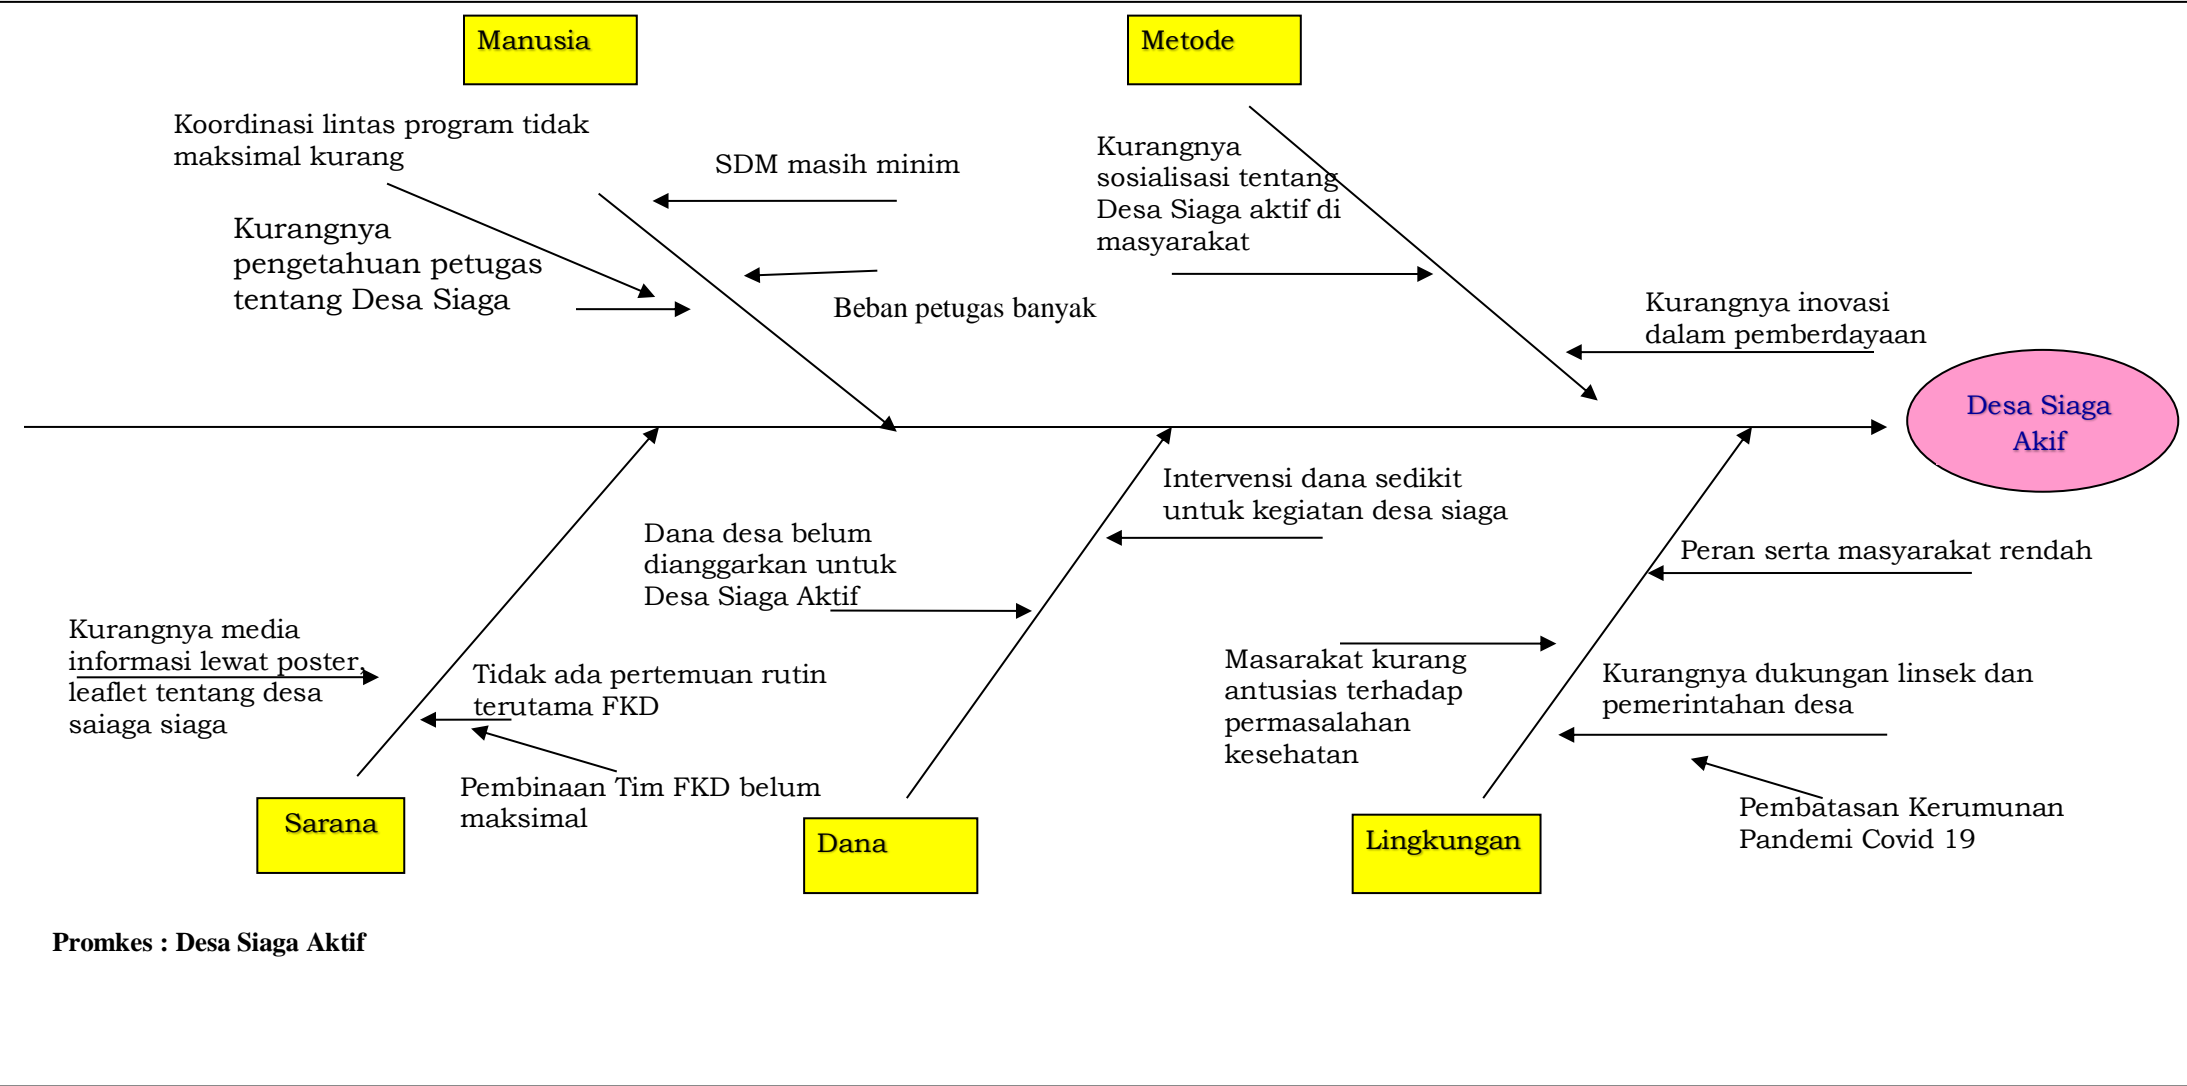 Manusia
Metode
Koordinasi lintas program tidak
maksimal kurang
SDM masih minim
Kurangnya
sosialisasi tentang
Desa Siaga aktif di
masyarakat
Kurangnya
pengetahuan petugas
tentang Desa Siaga
Beban petugas banyak
Kurangnya inovasi
dalam pemberdayaan
Desa Siaga
Akif
Intervensi dana sedikit
untuk kegiatan desa siaga
Dana desa belum
dianggarkan untuk
Desa Siaga Aktif
Peran serta masyarakat rendah
Kurangnya media
informasi lewat poster,
leaflet tentang desa
saiaga siaga
Tidak ada pertemuan rutin
terutama FKD
Masarakat kurang
antusias terhadap
permasalahan
kesehatan
Kurangnya dukungan linsek dan
pemerintahan desa
Pembinaan Tim FKD belum
maksimal
Pembatasan Kerumunan
Pandemi Covid 19
Sarana
Dana
Lingkungan
Promkes : Desa Siaga Aktif